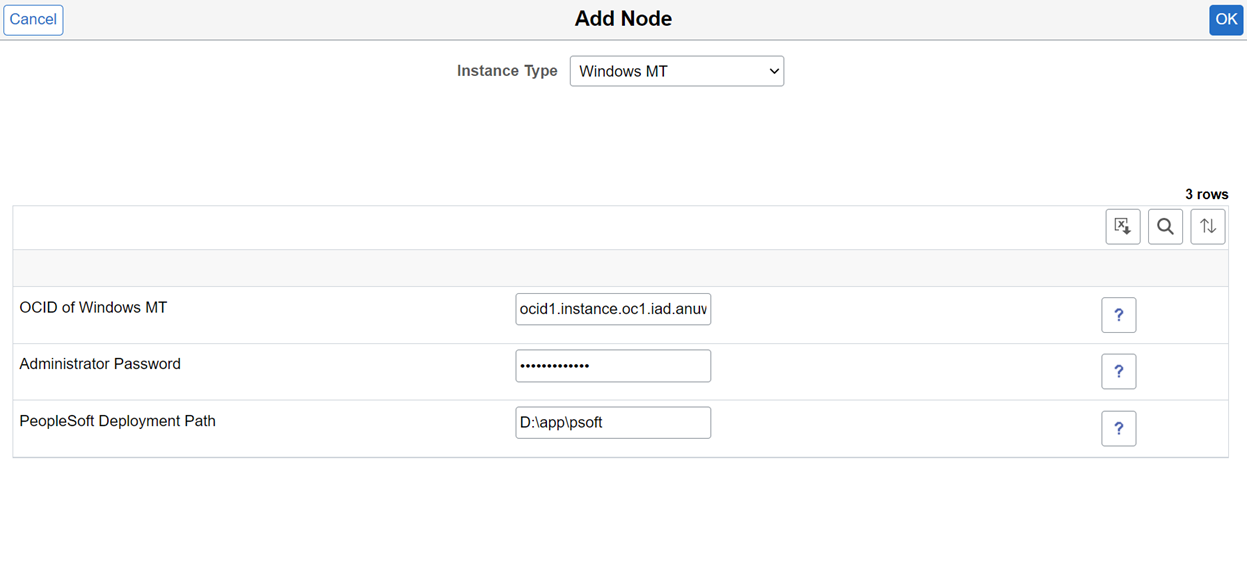 Cancel
Add Node
OK
Instance Type
Windows MT
3 rows
OCID of Windows MT
ocid1.instance.oc1.iad.anuw
?
Administrator Password
•••••••••••••
?
PeopleSoft Deployment Path
D:\app\psoft
?